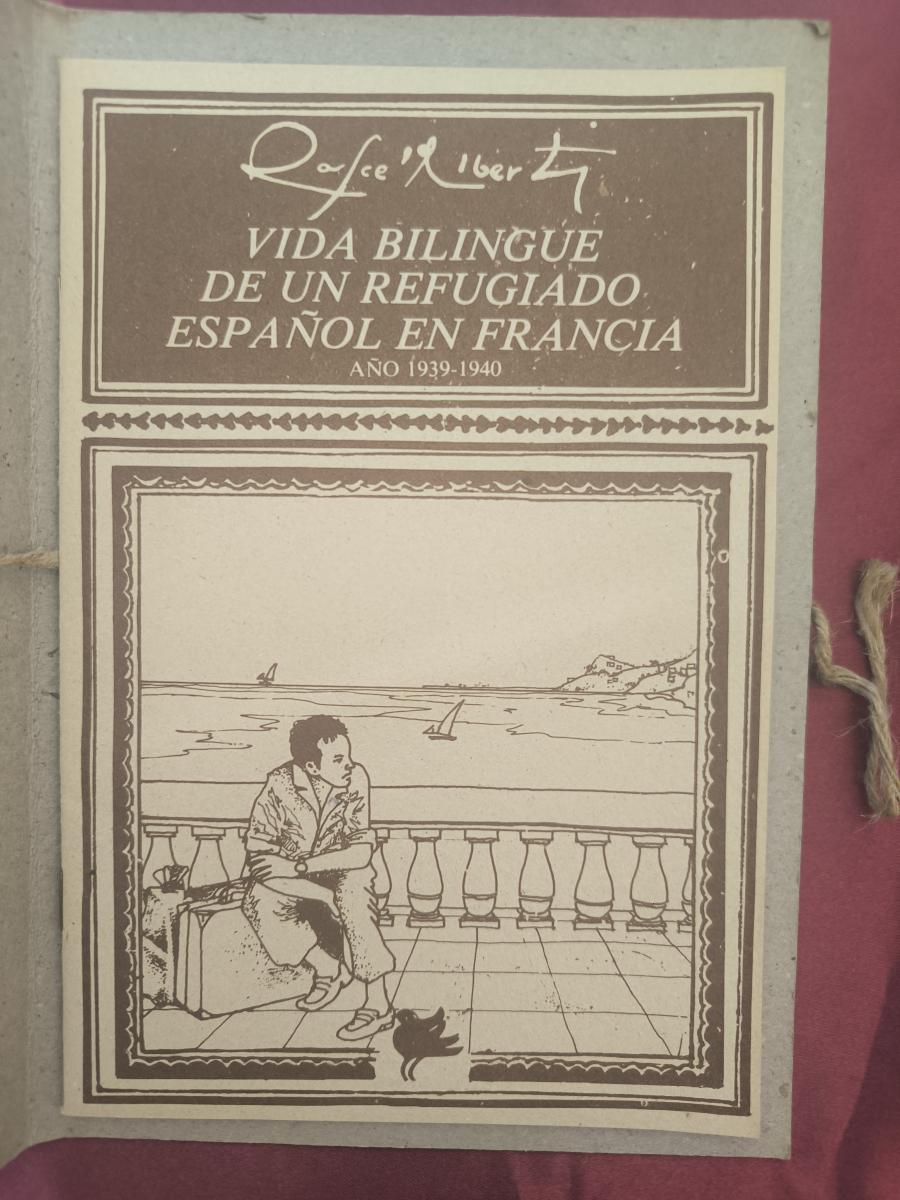 Rafael Alberti
VIDA BILINGUE
DE UN REFUGIADO
ESPAÑOL EN FRANCIA
AÑO 1939-1940